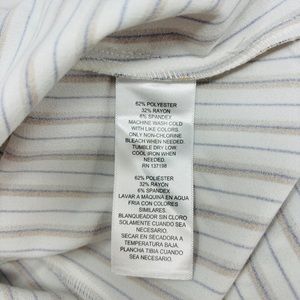 62% POLYESTER
32% RAYON
6% SPANDEX
MACHINE WASH COLD
WITH LIKE COLORS.
ONLY NON-CHLORINE
BLEACH WHEN NEEDED.
TUMBLE DRY LOW
COOL IRON WHEN
NEEDED.
RN 137198
62% POLIÉSTER
32% RAYON
6% SPANDEX
LAVAR A MÁQUINA EN AGUA
FRIA CON COLORES
SIMILARES.
BLANQUEADOR SIN CLORO
SOLAMENTE CUANDO SEA
NECESARIO.
SECAR EN SECADORA A
TEMPERATURA BAJA.
PLANCHA TIBIA CUANDO
SEA NECESARIO.